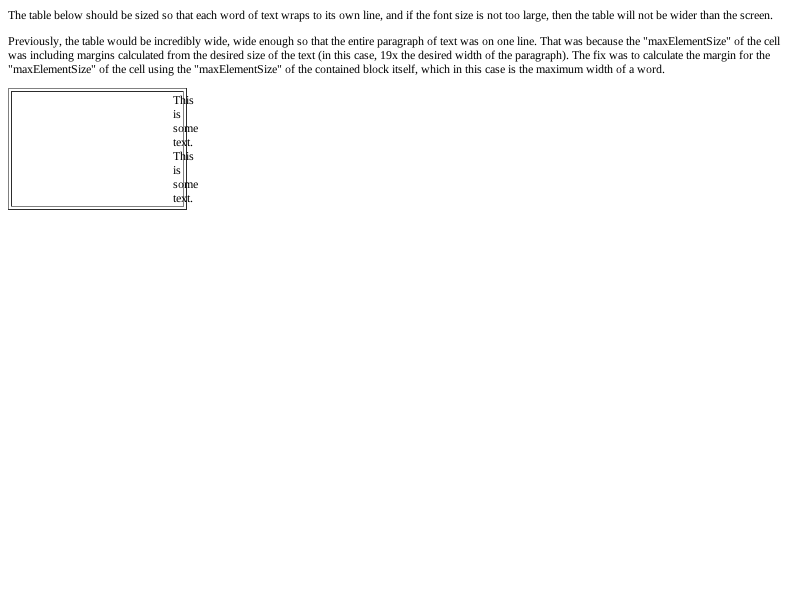 The table below should be sized so that each word of text wraps to its own line, and if the font size is not too large, then the table will not be wider than the screen.
Previously, the table would be incredibly wide, wide enough so that the entire paragraph of text was on one line. That was because the "maxElementSize" of the cell
was including margins calculated from the desired size of the text (in this case, 19x the desired width of the paragraph). The fix was to calculate the margin for the
"maxElementSize" of the cell using the "maxElementSize" of the contained block itself, which in this case is the maximum width of a word.
This
is
some
text.
This
is
some
text.